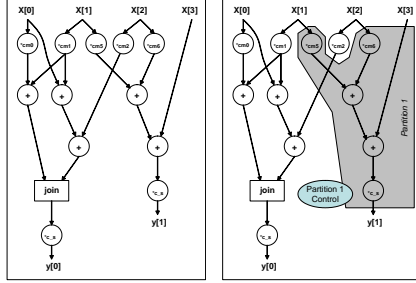 X[0] X[1] X[2] X[3]
*cm0 *cm1 *cm5 *cm2 *cm6
+ + +
+ +
join *c_s
y[1]
*c_s
y[0]
X[0] X[1] X[2] X[3]
*cm0 *cm1 *cm5 *cm2 *cm6
+ + +
Partition 1
+ +
join Partition 1 Control *c_s
y[1]
*c_s
y[0]